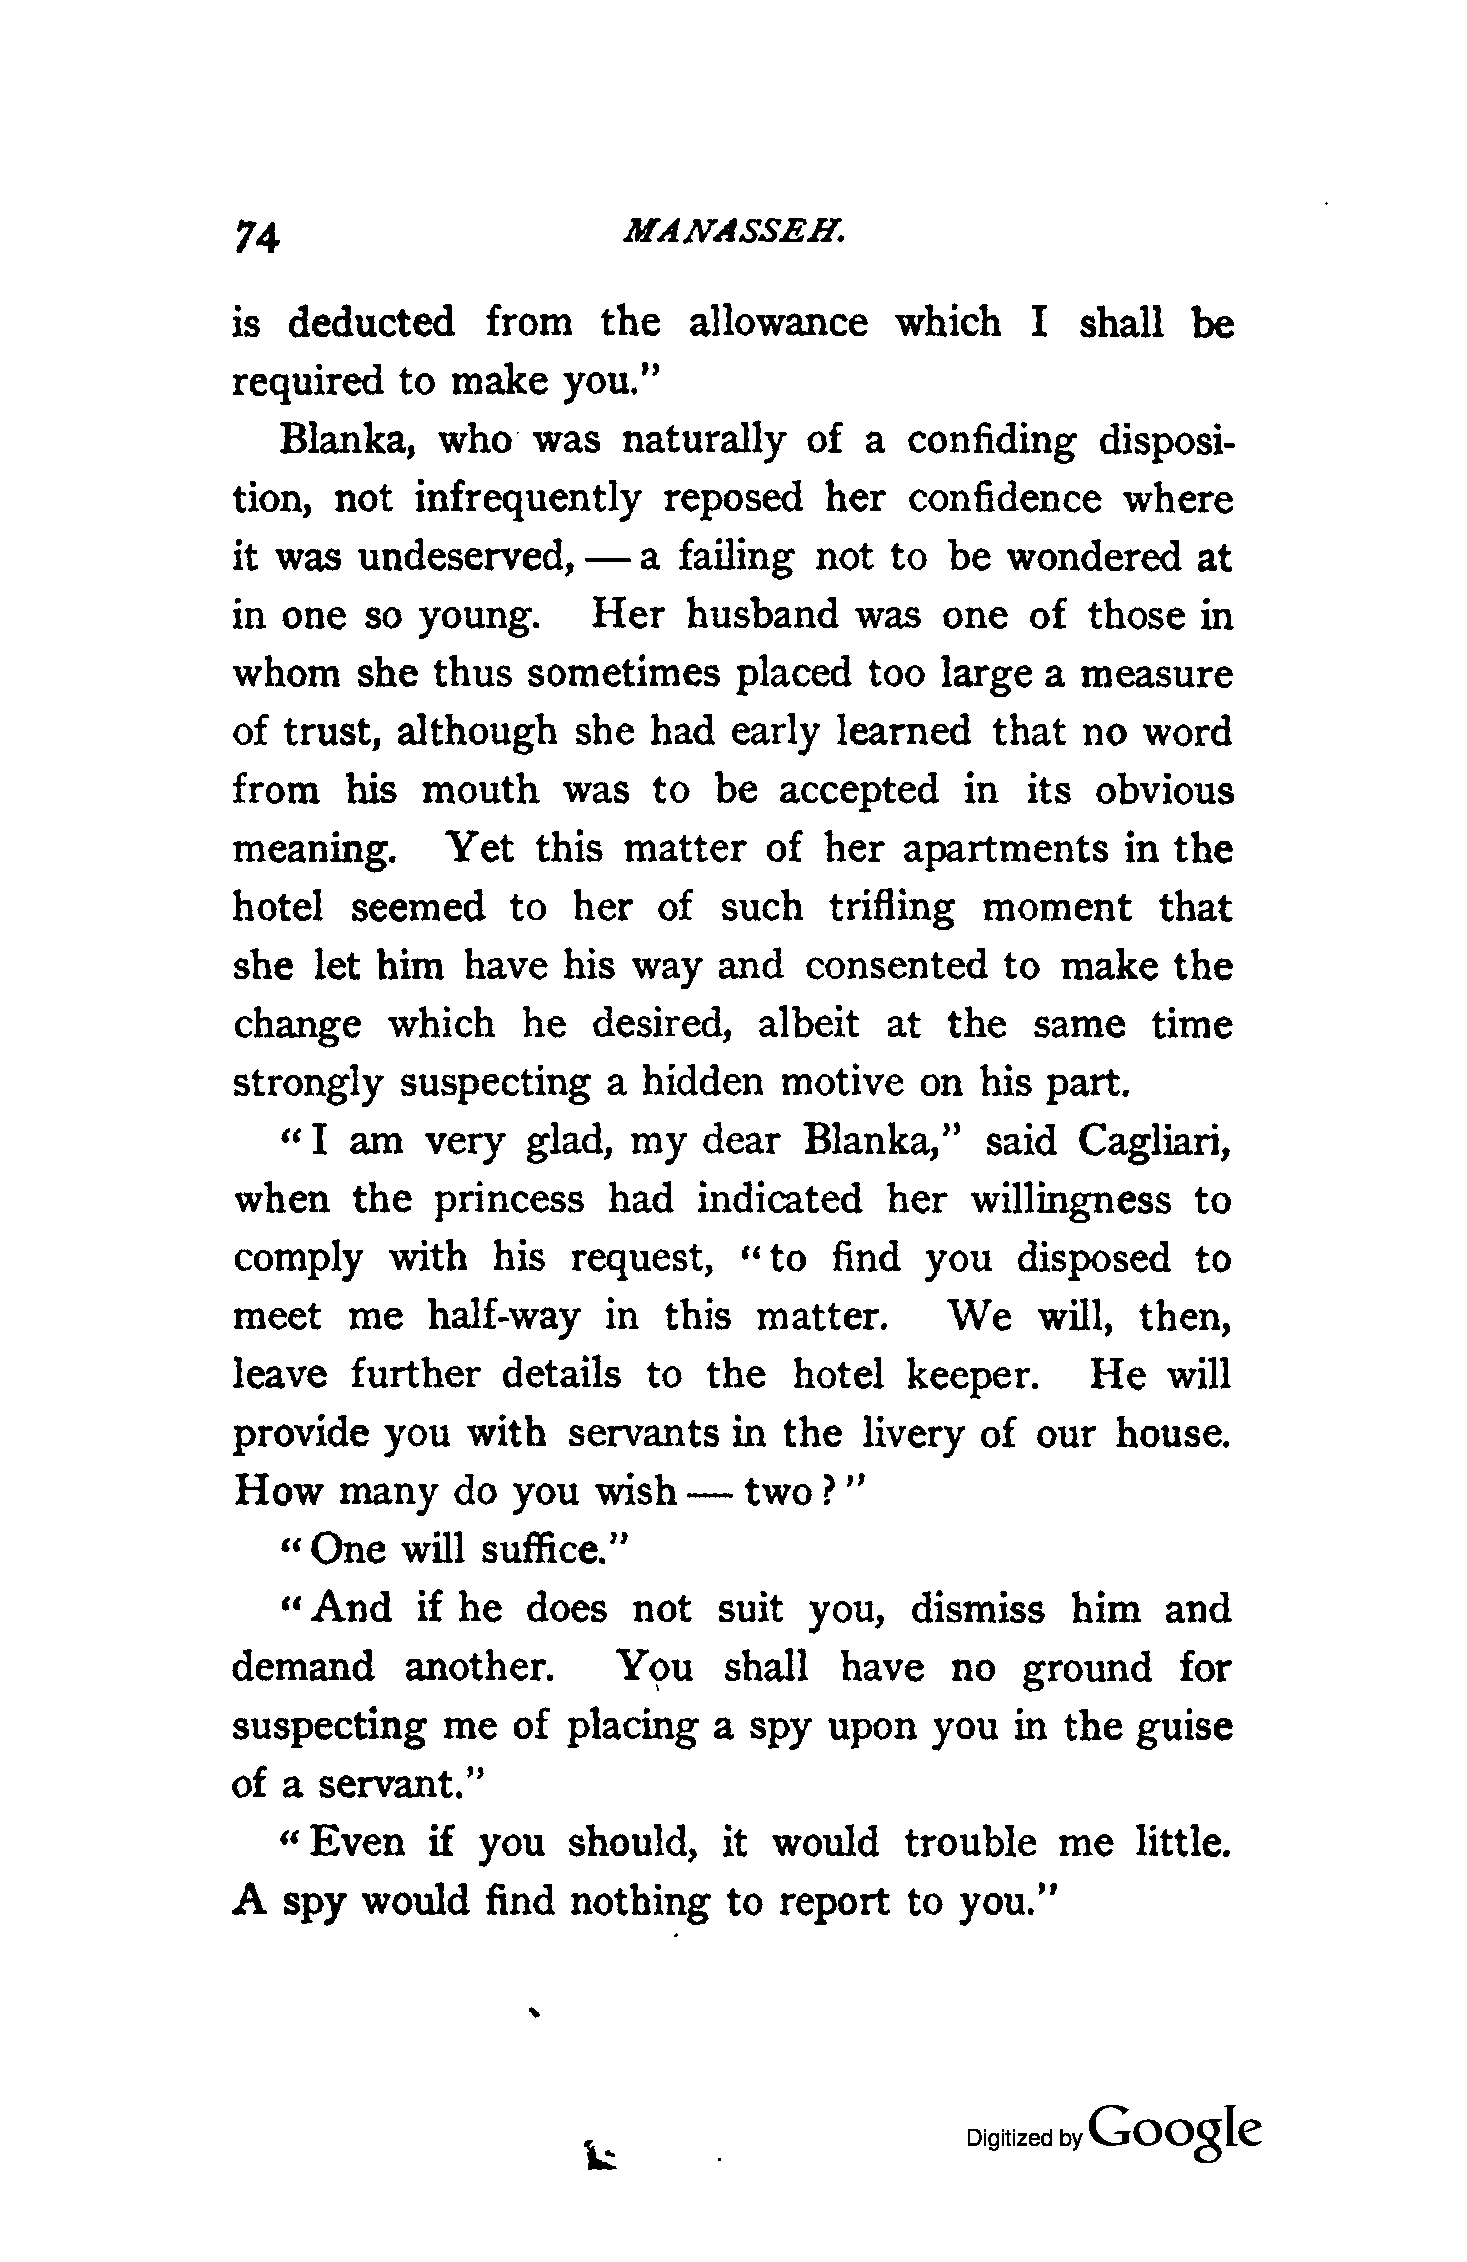 74 MANASSEH.
is deducted from the allowance which I shall be
required to make you."
Blanka, who was naturally of a confiding disposi-
tion, not infrequently reposed her confidence where
it was undeserved, — a failing not to be wondered at
in one so young. Her husband was one of those in
whom she thus sometimes placed too large a measure
of trust, although she had early learned that no word
from his mouth was to be accepted in its obvious
meaning. Yet this matter of her apartments in the
hotel seemed to her of such trifling moment that
she let him have his way and consented to make the
change which he desired, albeit at the same time
strongly suspecting a hidden motive on his part.
"I am very glad, my dear Blanka," said Cagliari,
when the princess had indicated her willingness to
comply with his request, "to find you disposed to
meet me half-way in this matter. We will, then,
leave further details to the hotel keeper. He will
provide you with servants in the livery of our house.
How many do you wish — two?"
"One will suffice."
"And if he does not suit you, dismiss him and
demand another. You shall have no ground for
suspecting me of placing a spy upon you in the guise
of a servant."
"Even if you should, it would trouble me little.
A spy would find nothing to report to you."
Digitized by Google